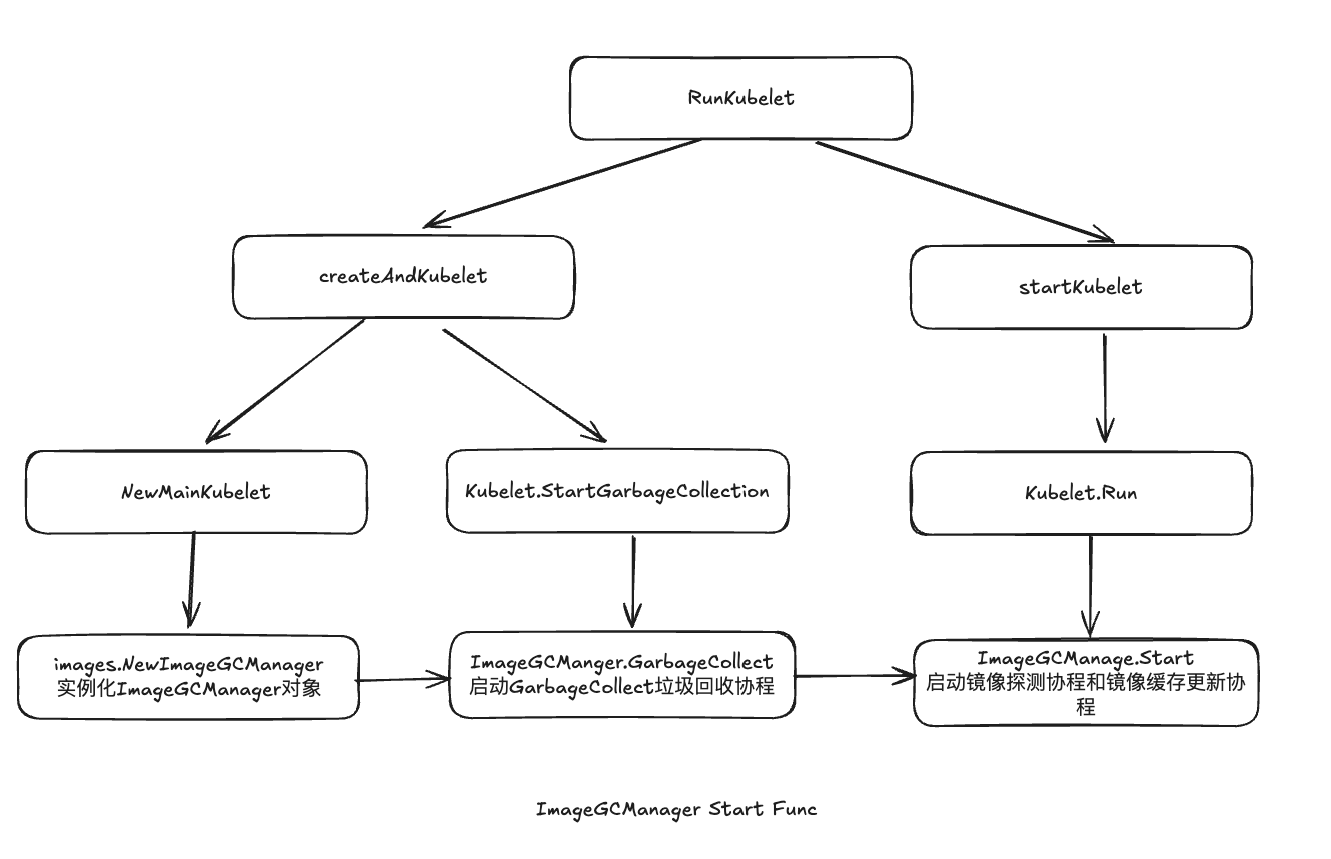 RunKubelet
createAndKubelet
startKubelet
NewMainKubelet
Kubelet.StartGarbageCollection
Kubelet.Run
images.NewImageGCManager
实例化ImageGCManager对象
ImageGCManger.GarbageCollect
启动GarbageCollect垃圾回收协程
ImageGCManage.Start
启动镜像探测协程和镜像缓存更新协
程
ImageGCManager Start Func